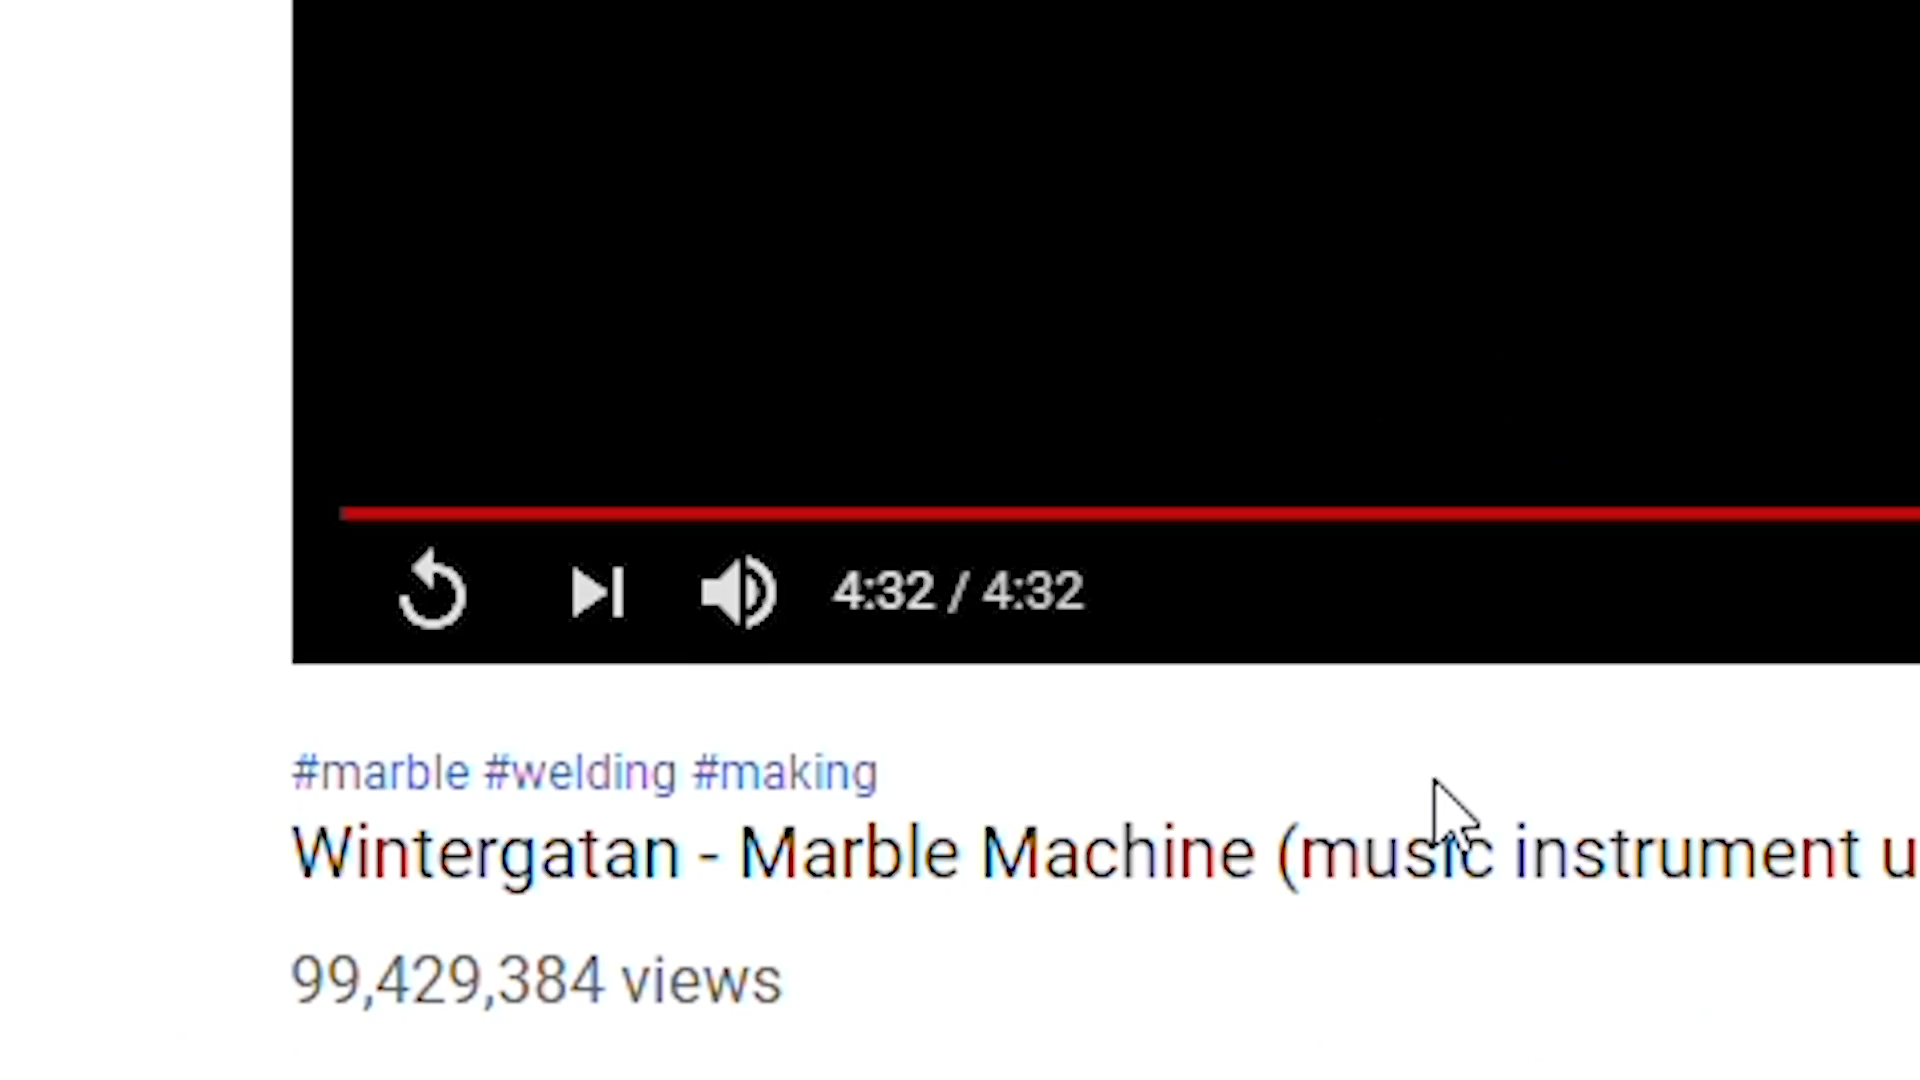 4:32 / 4:32
#marble #welding #making
Wintergatan - Marble Machine (music instrument u
99,429,384 views